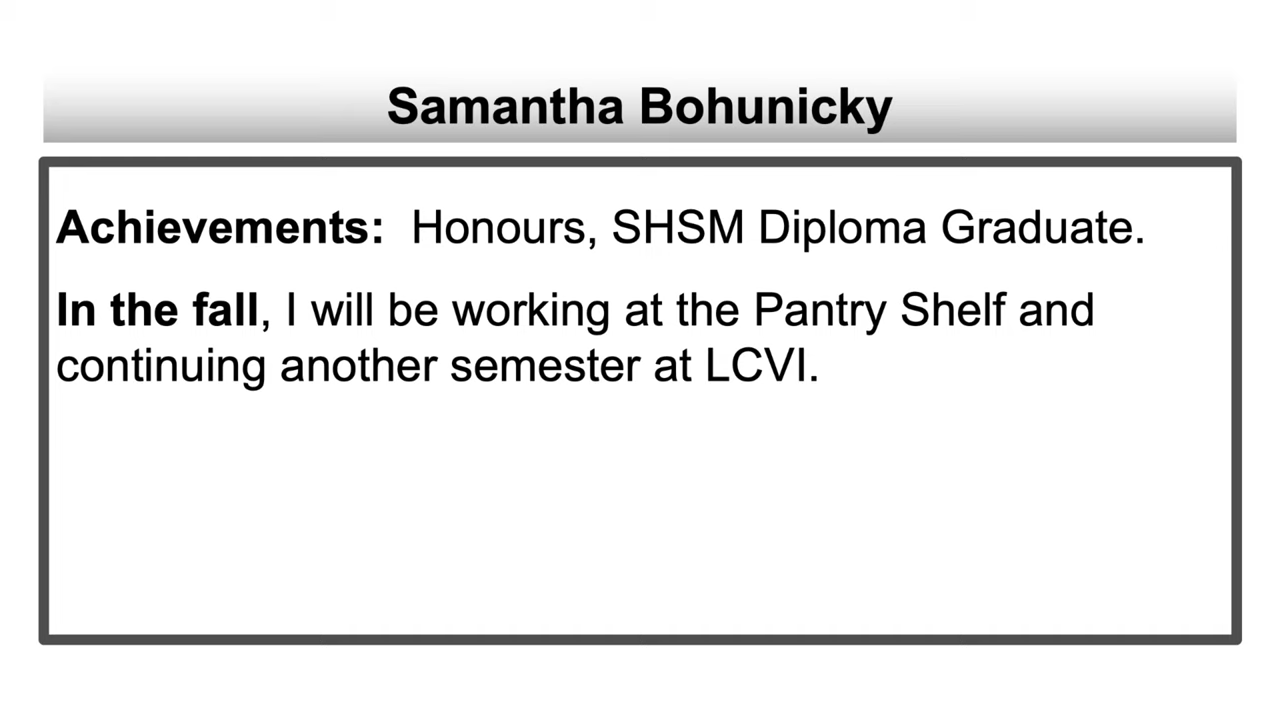 Samantha Bohunicky
Achievements: Honours, SHSM Diploma Graduate.
In the fall, I will be working at the Pantry Shelf and
continuing another semester at LCVI.